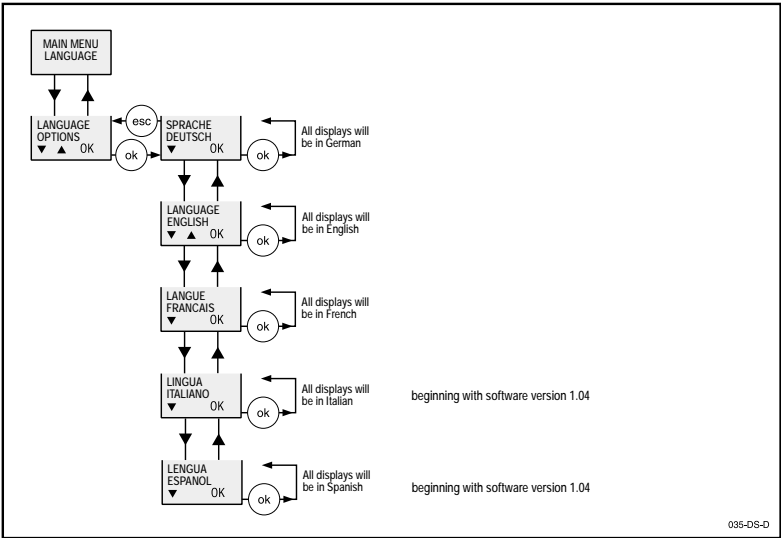 MAIN MENU
LANGUAGE
LANGUAGE
OPTIONS
▼ ▲ OK
esc
ok
SPRACHE
DEUTSCH
▼ OK
ok
All displays will
be in German
LANGUAGE
ENGLISH
▼ ▲ OK
ok
All displays will
be in English
LANGUE
FRANCAIS
▼ OK
ok
All displays will
be in French
LINGUA
ITALIANO
▼ OK
ok
All displays will
be in Italian
beginning with software version 1.04
LENGUA
ESPANOL
▼ OK
ok
All displays will
be in Spanish
beginning with software version 1.04
035-DS-D